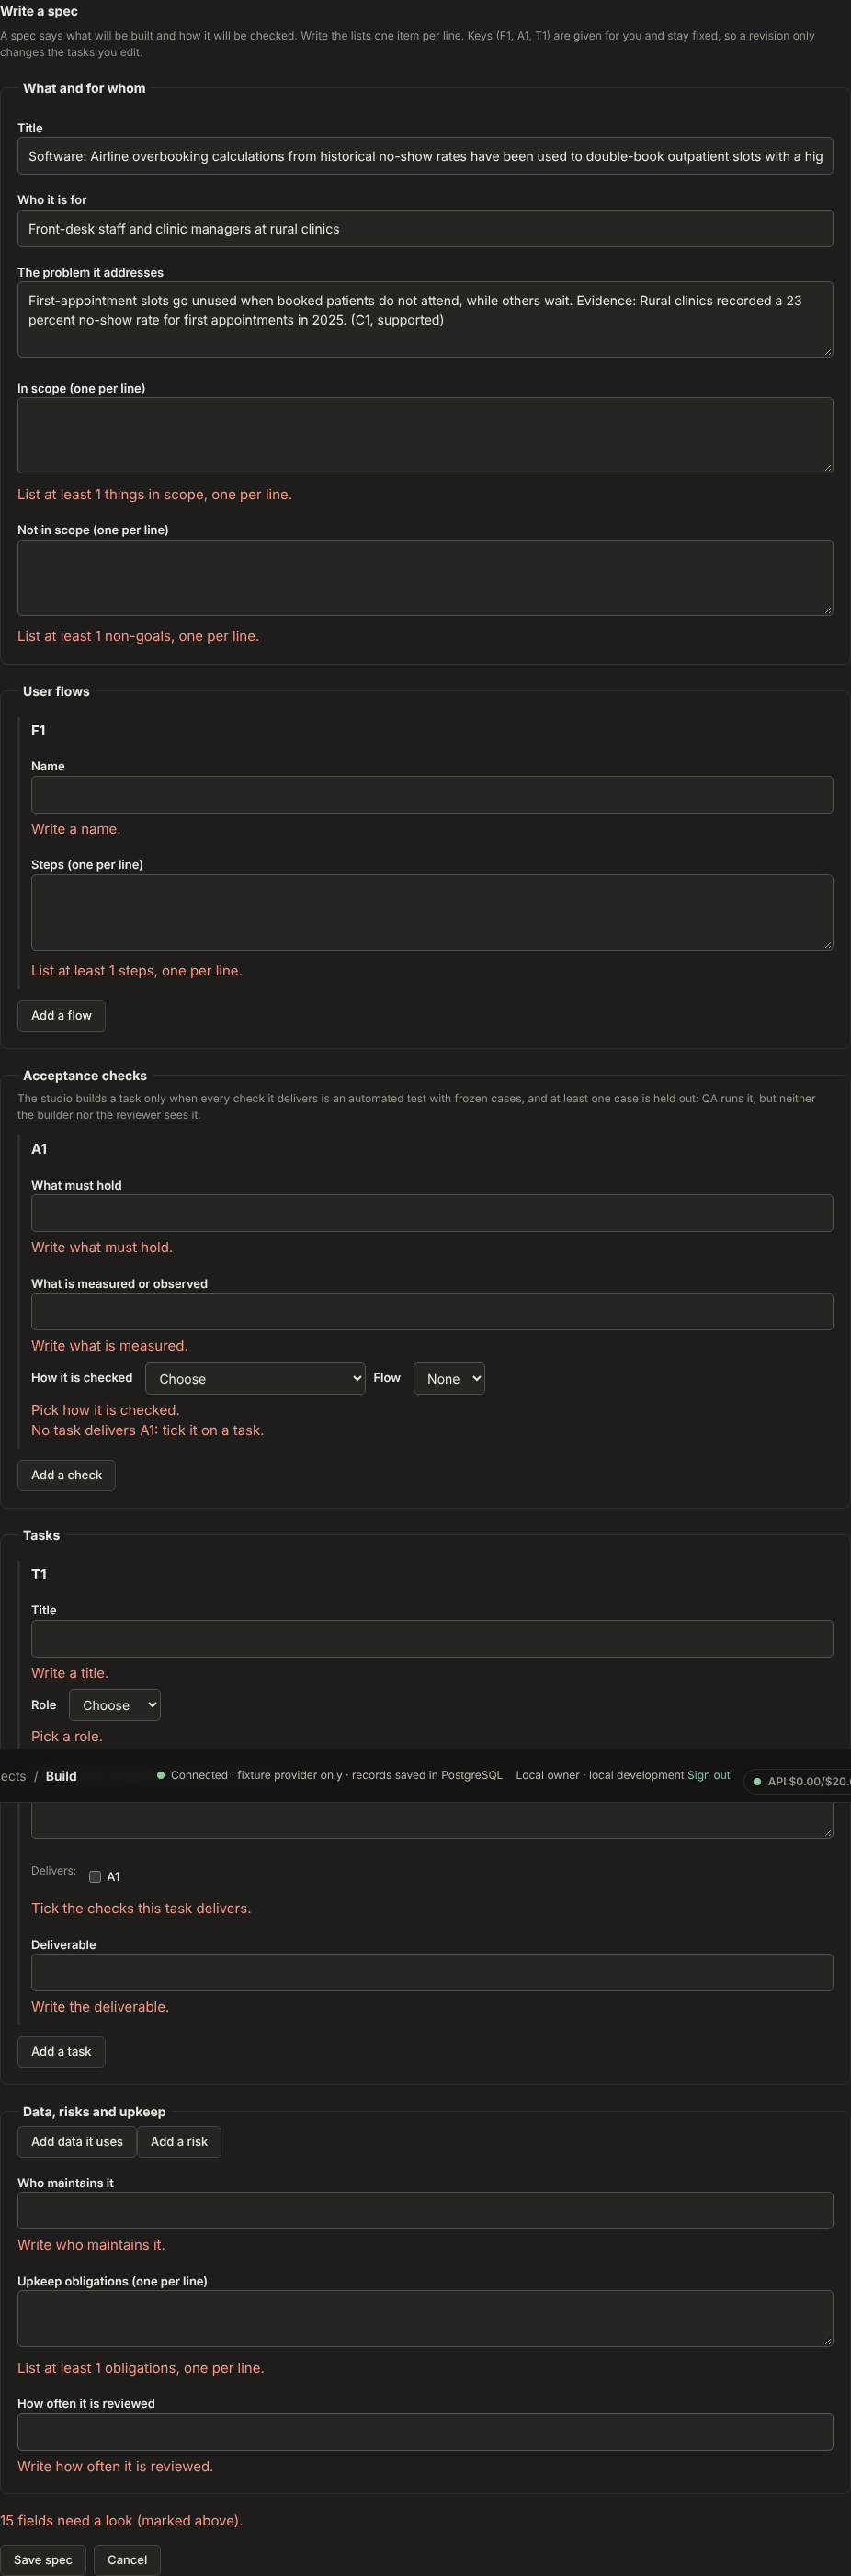 Write a spec
A spec says what will be built and how it will be checked. Write the lists one item per line. Keys (F1, A1, T1) are given for you and stay fixed, so a revision only
changes the tasks you edit.
What and for whom
Title
Software: Airline overbooking calculations from historical no-show rates have been used to double-book outpatient slots with a hig
Who it is for
Front-desk staff and clinic managers at rural clinics
The problem it addresses
First-appointment slots go unused when booked patients do not attend, while others wait. Evidence: Rural clinics recorded a 23
percent no-show rate for first appointments in 2025. (C1, supported)
In scope (one per line)
List at least 1 things in scope, one per line.
Not in scope (one per line)
List at least 1 non-goals, one per line.
User flows
F1
Name
Write a name.
Steps (one per line)
List at least 1 steps, one per line.
Add a flow
Acceptance checks
The studio builds a task only when every check it delivers is an automated test with frozen cases, and at least one case is held out: QA runs it, but neither
the builder nor the reviewer sees it.
A1
What must hold
Write what must hold.
What is measured or observed
Write what is measured.
How it is checked Choose Flow None
Pick how it is checked.
No task delivers A1: tick it on a task.
Add a check
Tasks
T1
Title
Write a title.
Role Choose
Pick a role.
ects / Build Connected · fixture provider only · records saved in PostgreSQL Local owner · local development Sign out API $0.00/$20.
Delivers: A1
Tick the checks this task delivers.
Deliverable
Write the deliverable.
Add a task
Data, risks and upkeep
Add data it uses Add a risk
Who maintains it
Write who maintains it.
Upkeep obligations (one per line)
List at least 1 obligations, one per line.
How often it is reviewed
Write how often it is reviewed.
15 fields need a look (marked above).
Save spec Cancel